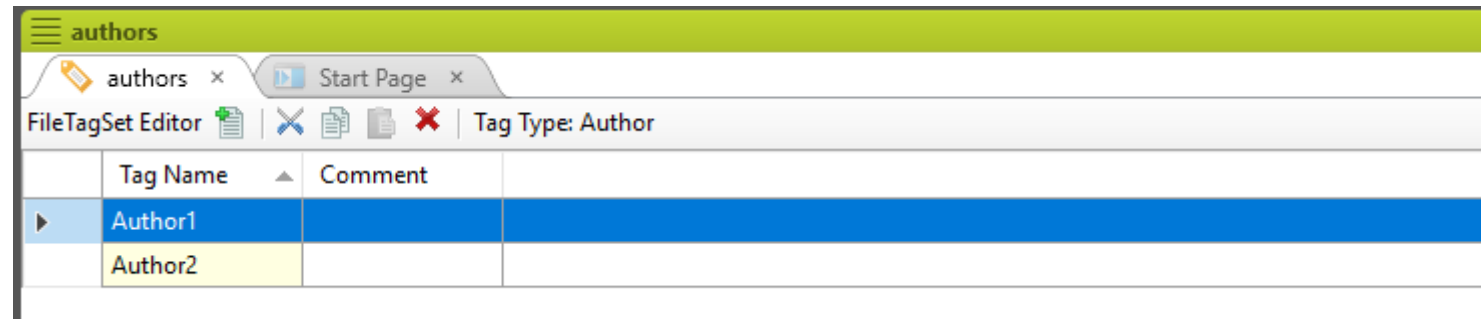 authors
authors × Start Page ×
FileTagSet Editor Tag Type: Author
Tag Name Comment
Author1
Author2